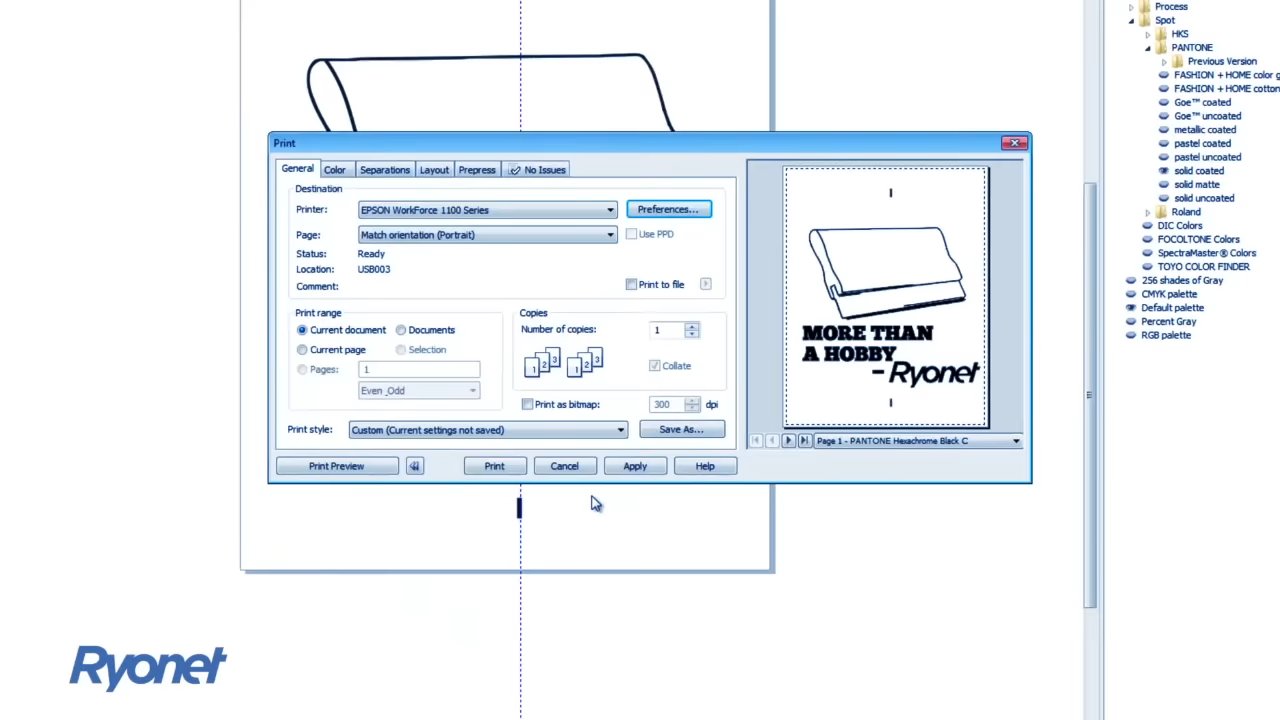 Process
Spot
HKS
PANTONE
Previous Version
FASHION + HOME color g
FASHION + HOME cotton
Goe™ coated
Goe™ uncoated
metallic coated
pastel coated
pastel uncoated
solid coated
solid matte
solid uncoated
Roland
DIC Colors
FOCOLTONE Colors
SpectraMaster® Colors
TOYO COLOR FINDER
256 shades of Gray
CMYK palette
Default palette
Percent Gray
RGB palette
Print
General Color Separations Layout Prepress No Issues
Destination
Printer: EPSON WorkForce 1100 Series Preferences...
Page: Match orientation (Portrait) Use PPD
Status: Ready
Location: USB003
Comment: Print to file
Print range
Current document Documents
Current page Selection
Pages: 1
Even_Odd
Copies
Number of copies: 1
1 2 3 1 2 3
Collate
Print as bitmap: 300 dpi
Print style: Custom (Current settings not saved) Save As...
Print Preview Print Cancel Apply Help
MORE THAN
A HOBBY
– Ryonet
Page 1 - PANTONE Hexachrome Black C
Ryonet